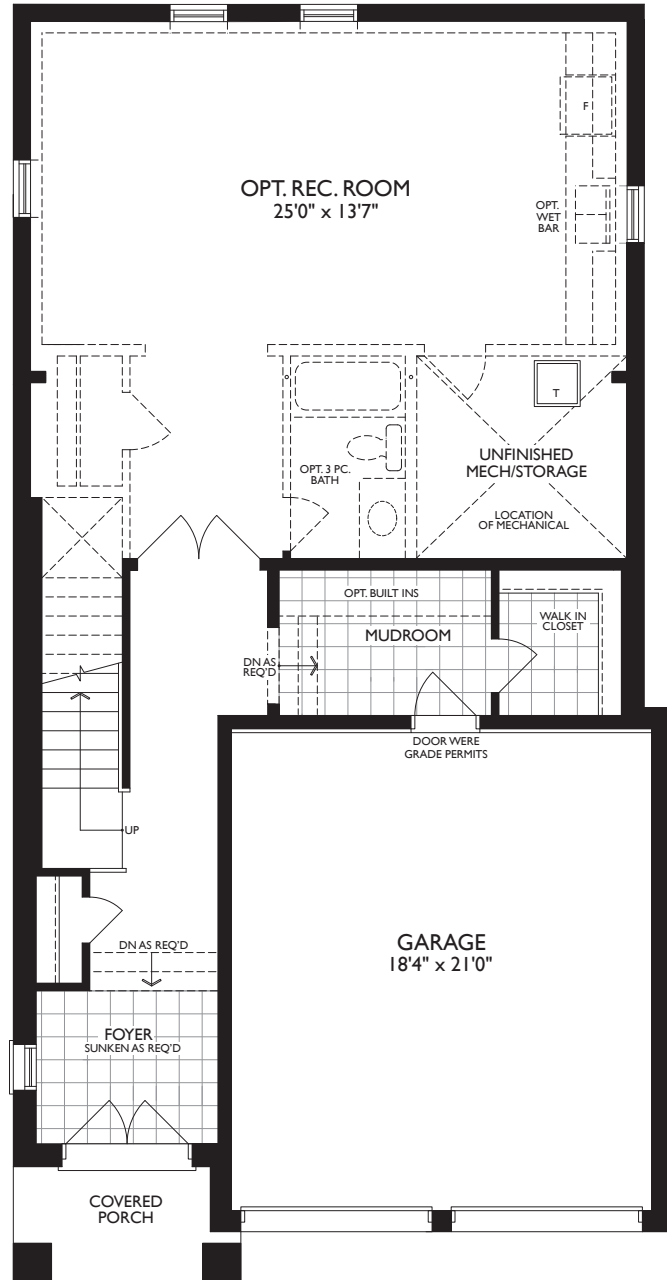 F
OPT. REC. ROOM
25'0" x 13'7"
OPT.
WET
BAR
T
OPT. 3 PC.
BATH
UNFINISHED
MECH/STORAGE
LOCATION
OF MECHANICAL
OPT. BUILT INS
MUDROOM
WALK IN
CLOSET
DN AS
REQ'D
DOOR WERE
GRADE PERMITS
UP
GARAGE
18'4" x 21'0"
DN AS REQ'D
FOYER
SUNKEN AS REQ'D
COVERED
PORCH